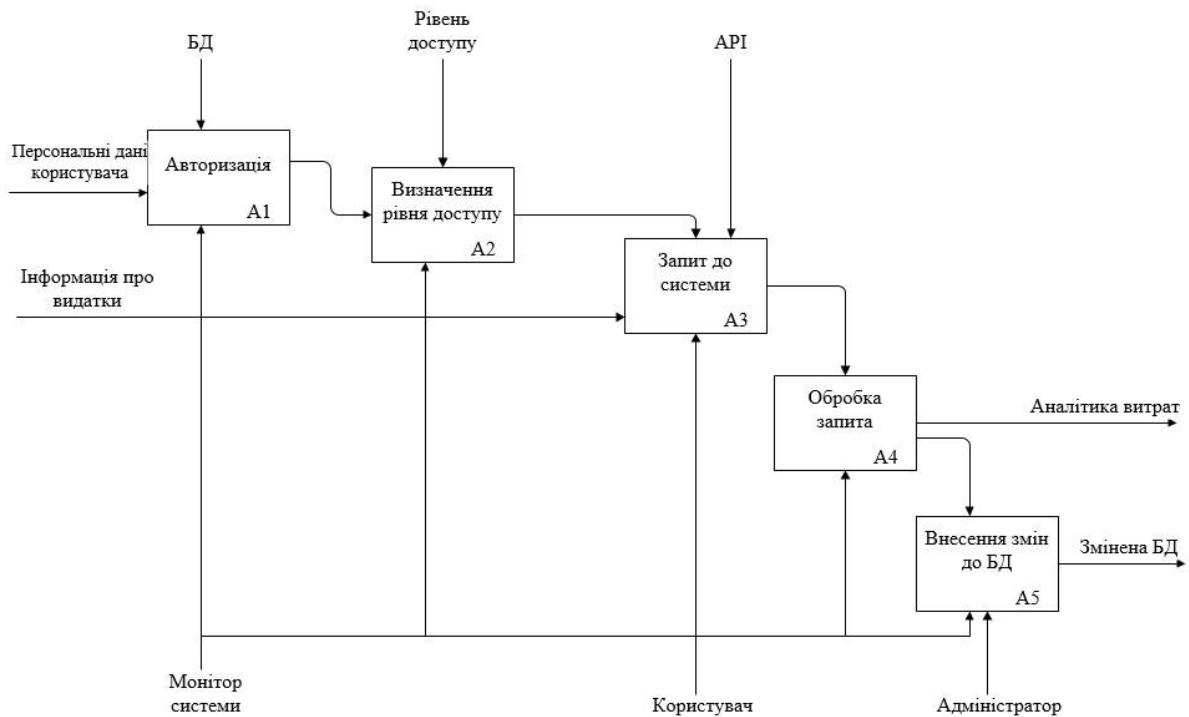 Рівень
доступу
БД
API
Персональні дані
користувача
Авторизація
A1
Визначення
рівня доступу
A2
Інформація про
видатки
Запит до
системи
A3
Обробка
запита
A4
Аналітика витрат
Внесення змін
до БД
A5
Змінена БД
Монітор
системи
Користувач
Адміністратор